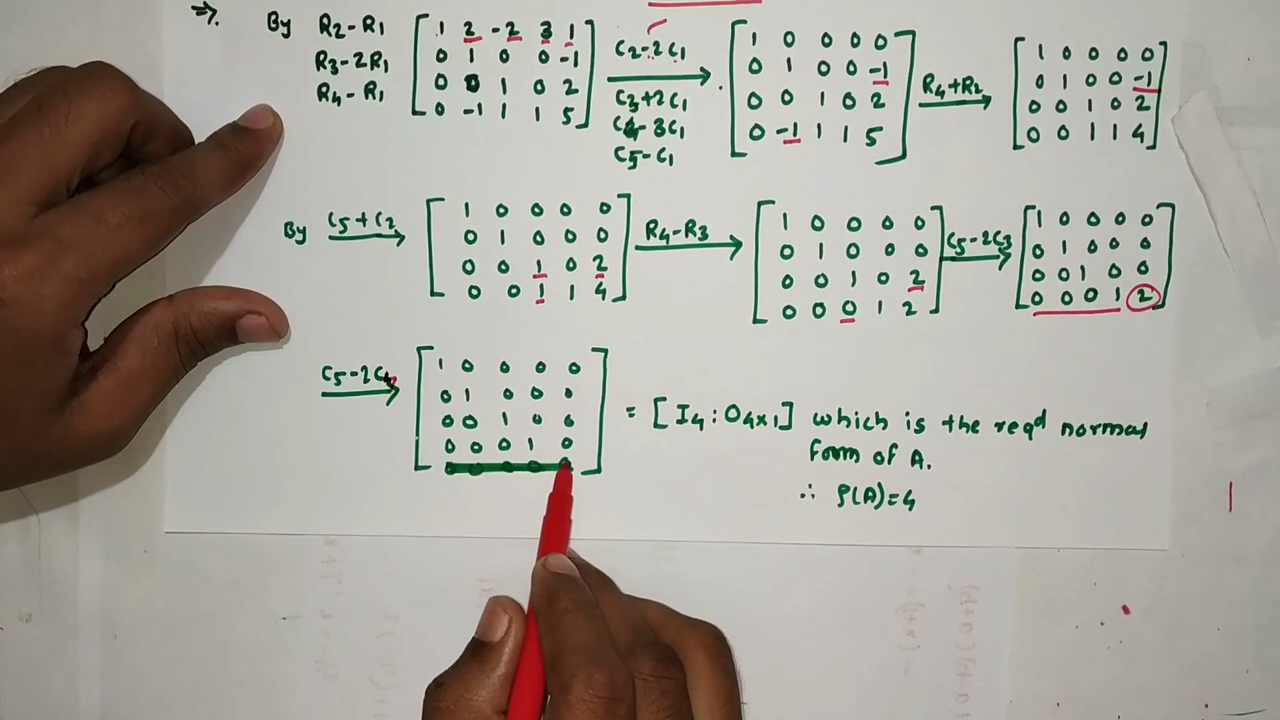 ⇒. By R2-R1 [1 2 -2 3 1] C2-2C1 [1 0 0 0 0] [1 0 0 0 0]
R3-2R1 [0 1 0 0 -1] [0 1 0 0 -1] R4+R2 [0 1 0 0 -1]
R4-R1 [0 0 1 0 2] C3+2C1 [0 0 1 0 2] [0 0 1 0 2]
[0 -1 1 1 5] C4-3C1 [0 -1 1 1 5] [0 0 1 1 4]
C5-C1
By C5+C2 [1 0 0 0 0] R4-R3 [1 0 0 0 0] C5-2C3 [1 0 0 0 0]
[0 1 0 0 0] [0 1 0 0 0] [0 1 0 0 0]
[0 0 1 0 2] [0 0 1 0 2] [0 0 1 0 0]
[0 0 1 1 4] [0 0 0 1 2] [0 0 0 1 2]
C5-2C4 [1 0 0 0 0]
[0 1 0 0 0]
[0 0 1 0 0] = [I4 : O4×1] which is the reqd normal
[0 0 0 1 0] form of A.
0 0 0 0 0
∴ ρ(A)=4